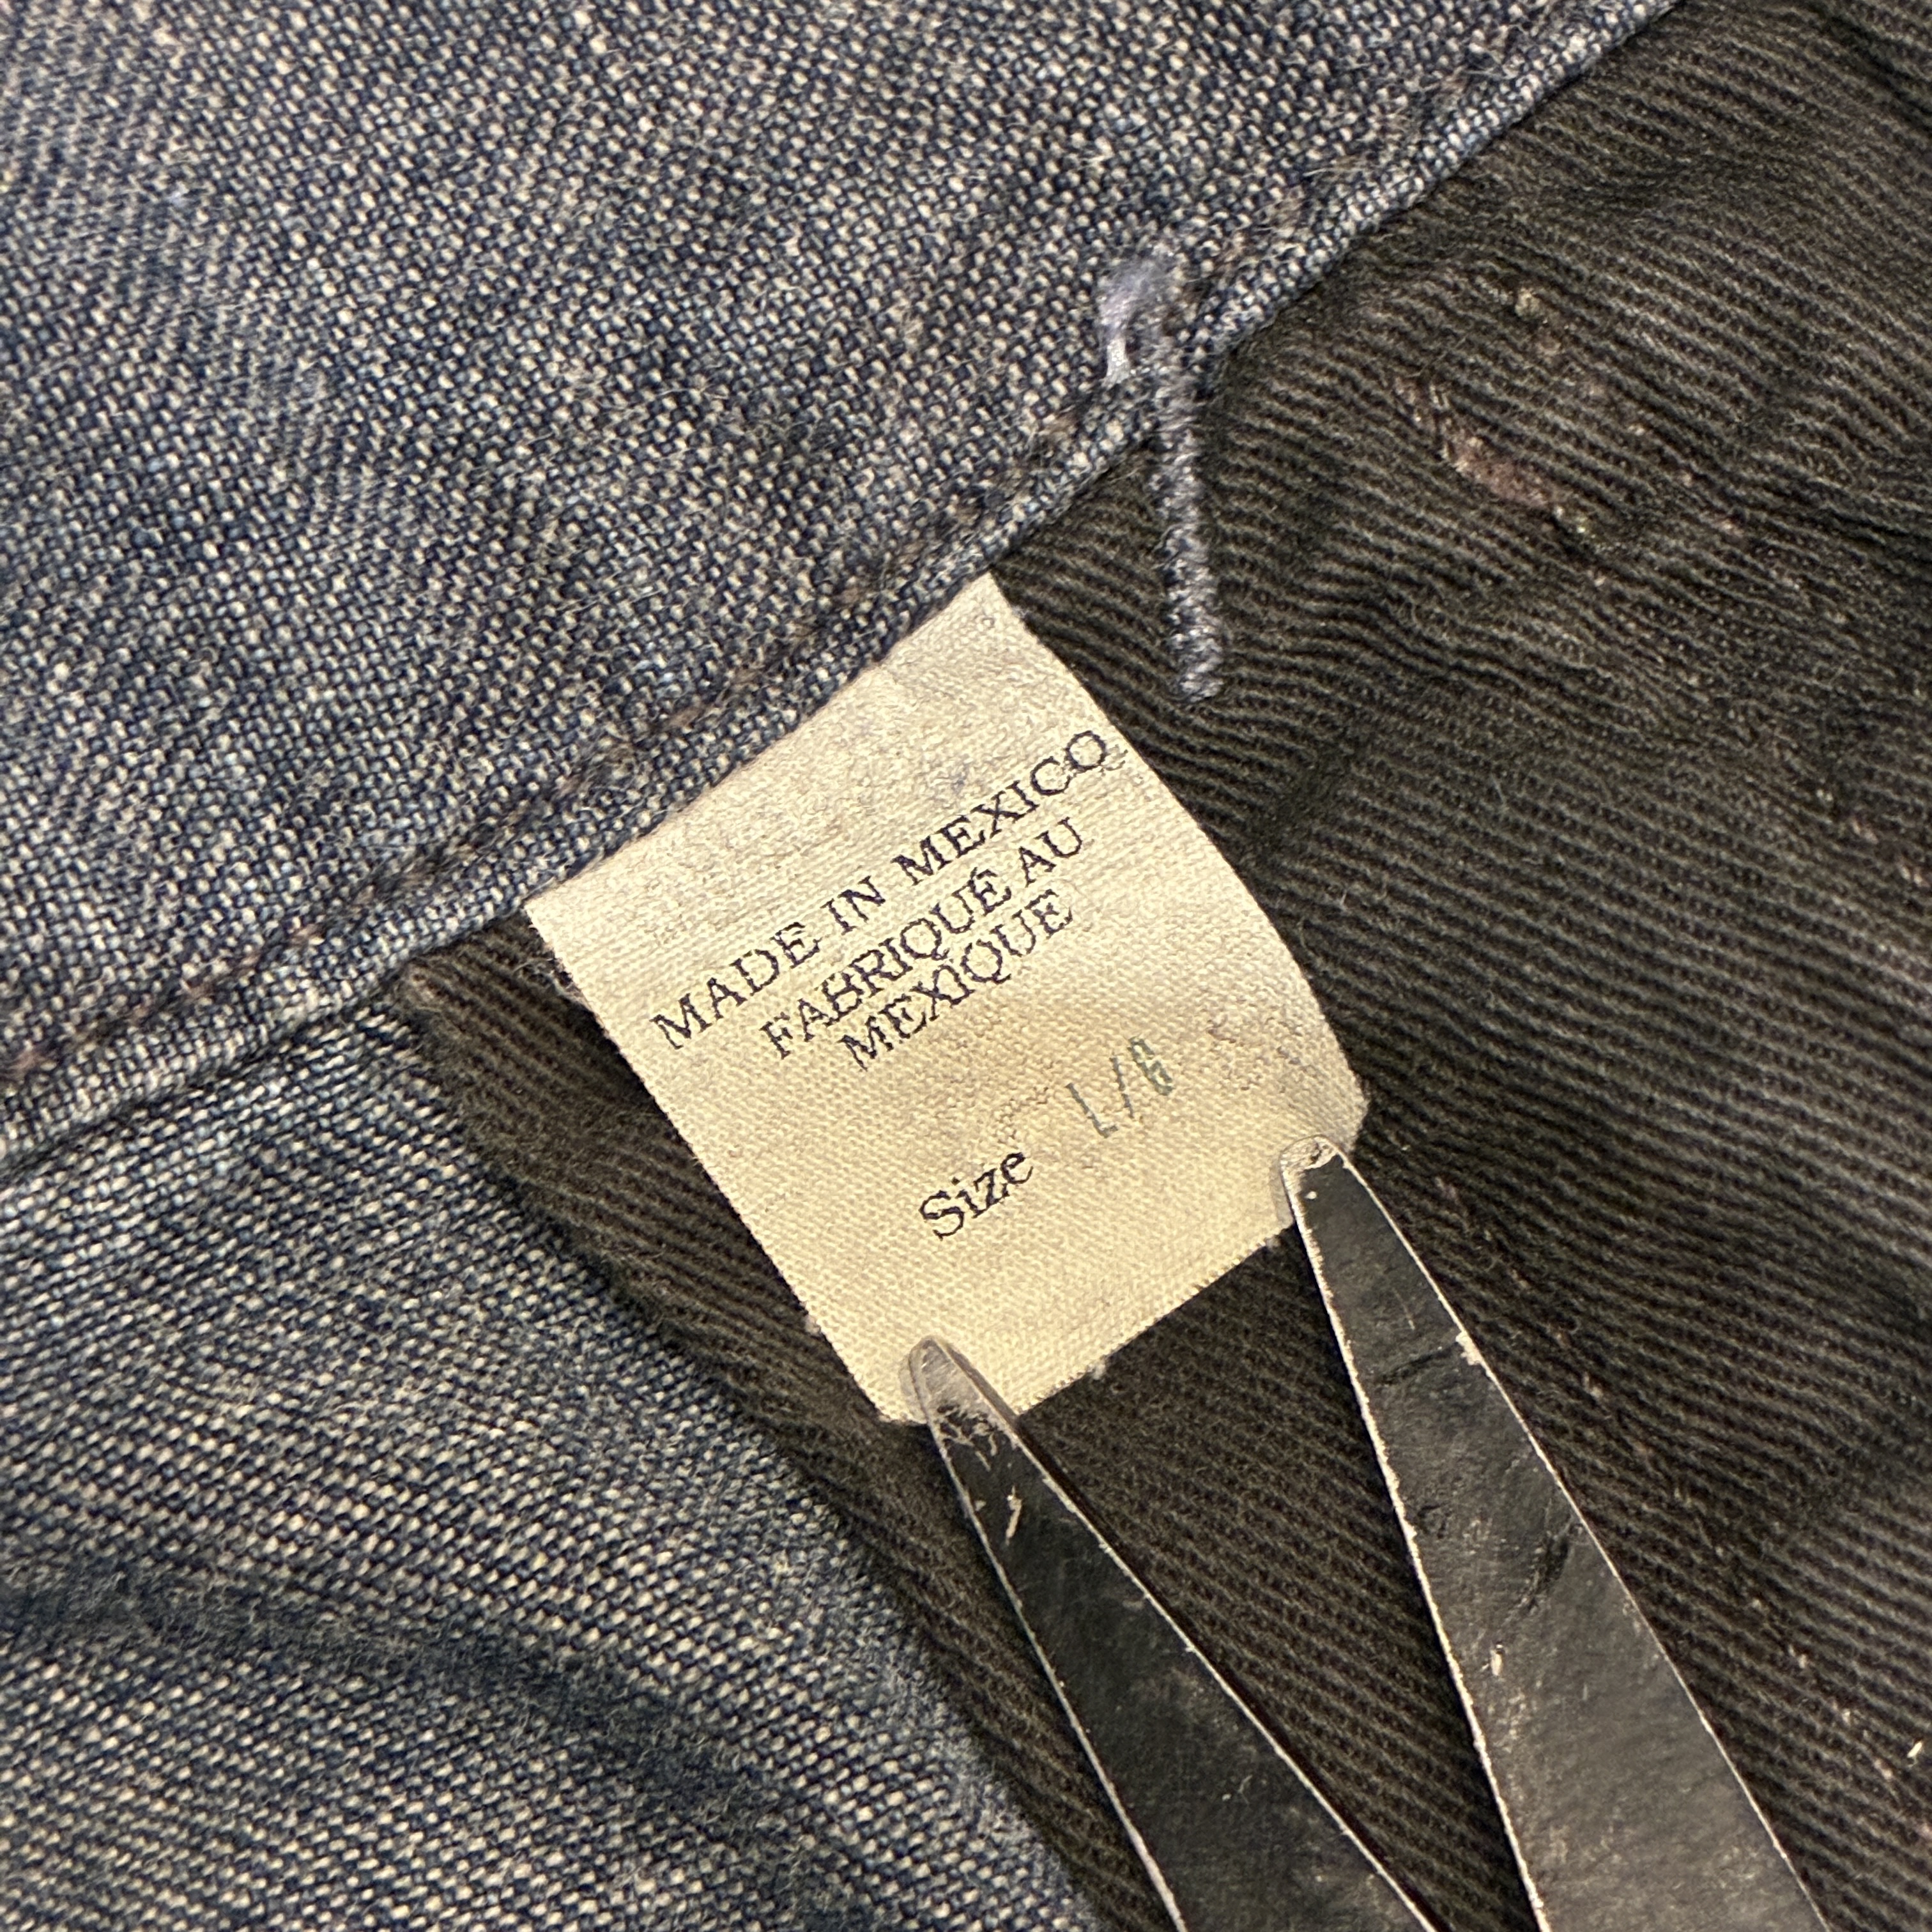 MADE IN MEXICO
FABRIQUÉ AU
MEXIQUE
Size L/G